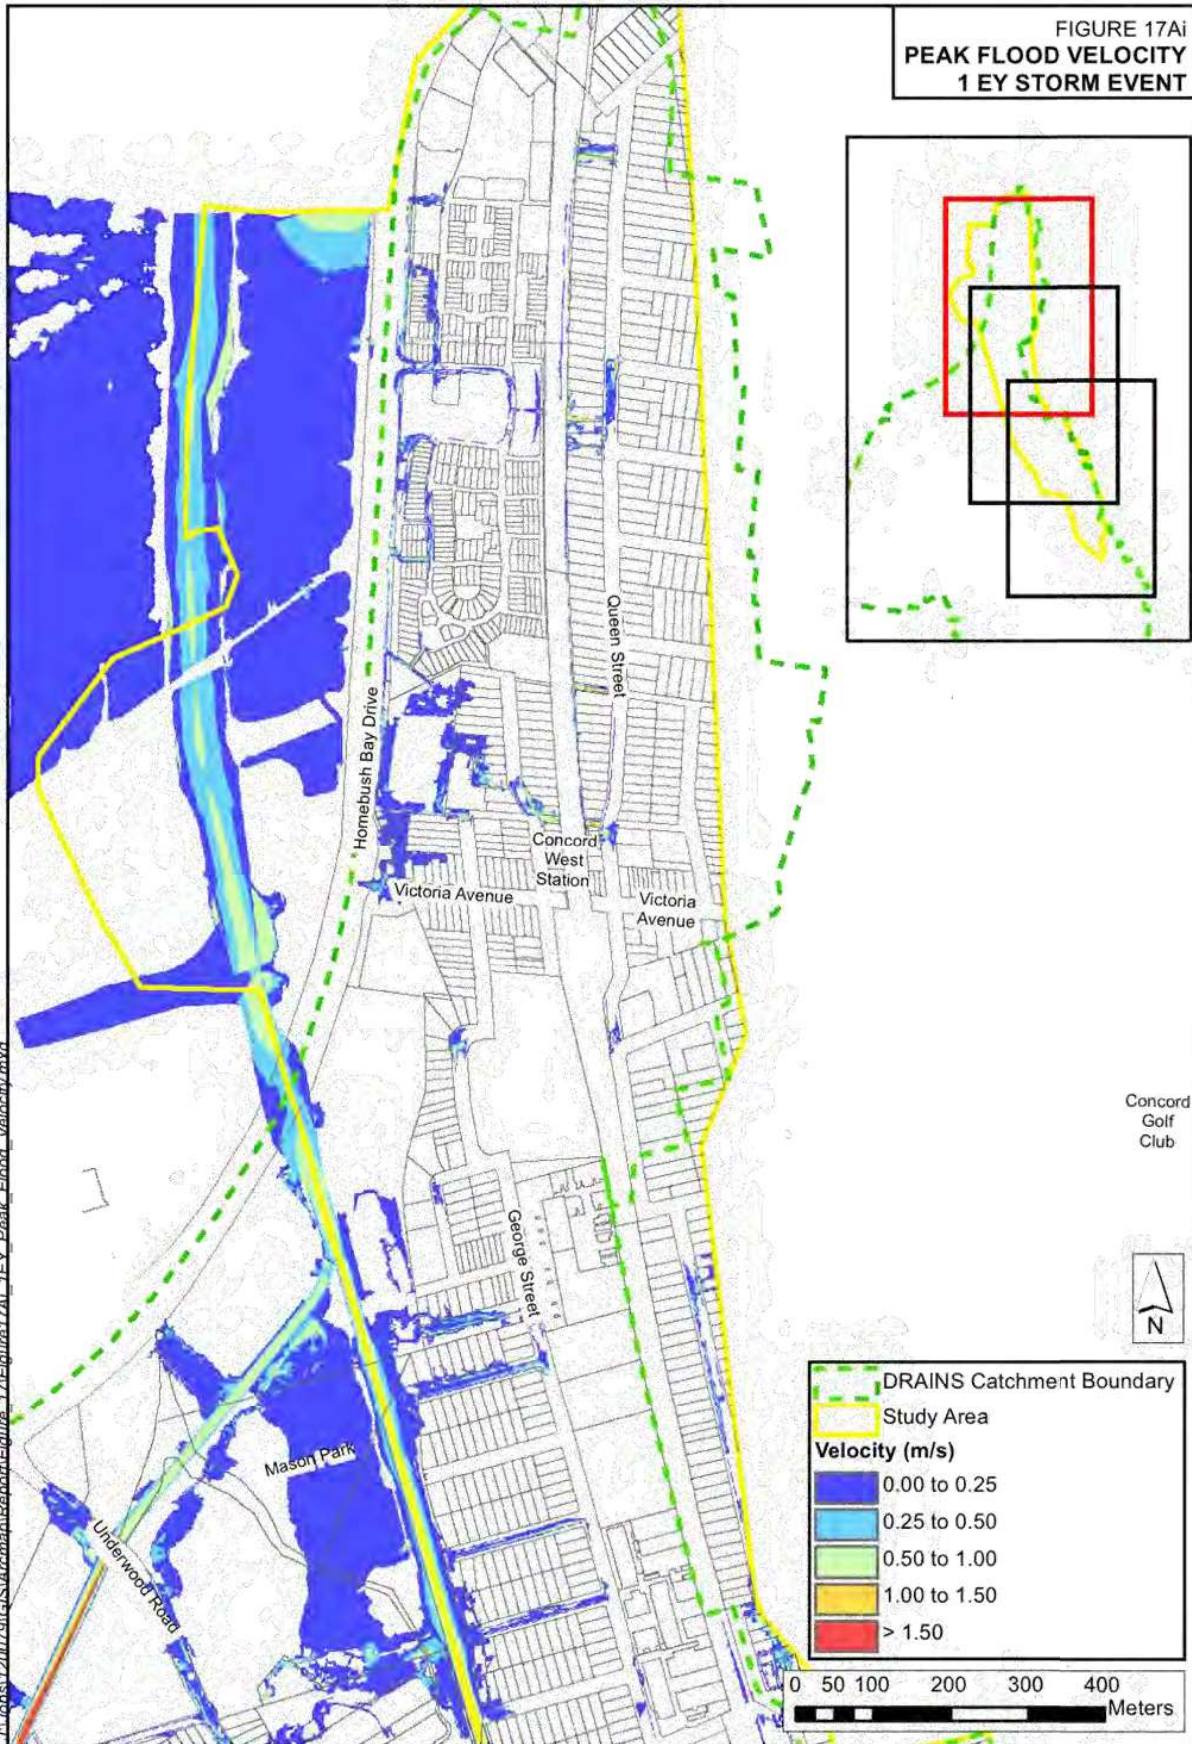 FIGURE 17Ai
PEAK FLOOD VELOCITY
1 EY STORM EVENT
Queen Street
Homebush Bay Drive
Concord
West
Station
Victoria Avenue
Victoria
Avenue
Concord
Golf
Club
George Street
N
Mason Park
Underwood Road
DRAINS Catchment Boundary
Study Area
Velocity (m/s)
0.00 to 0.25
0.25 to 0.50
0.50 to 1.00
1.00 to 1.50
> 1.50
0 50 100 200 300 400
Meters